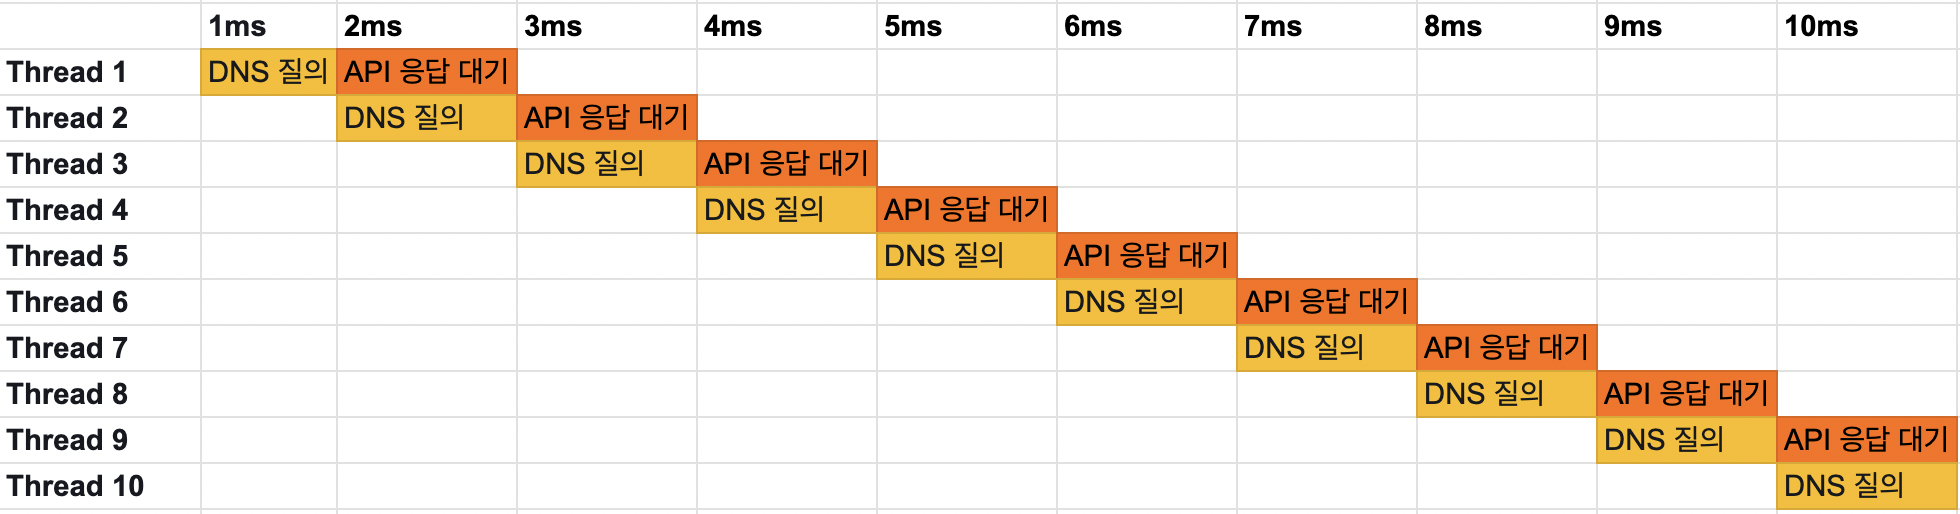 1ms 2ms 3ms 4ms 5ms 6ms 7ms 8ms 9ms 10ms
Thread 1 DNS 질의 API 응답 대기
Thread 2 DNS 질의 API 응답 대기
Thread 3 DNS 질의 API 응답 대기
Thread 4 DNS 질의 API 응답 대기
Thread 5 DNS 질의 API 응답 대기
Thread 6 DNS 질의 API 응답 대기
Thread 7 DNS 질의 API 응답 대기
Thread 8 DNS 질의 API 응답 대기
Thread 9 DNS 질의 API 응답 대기
Thread 10 DNS 질의